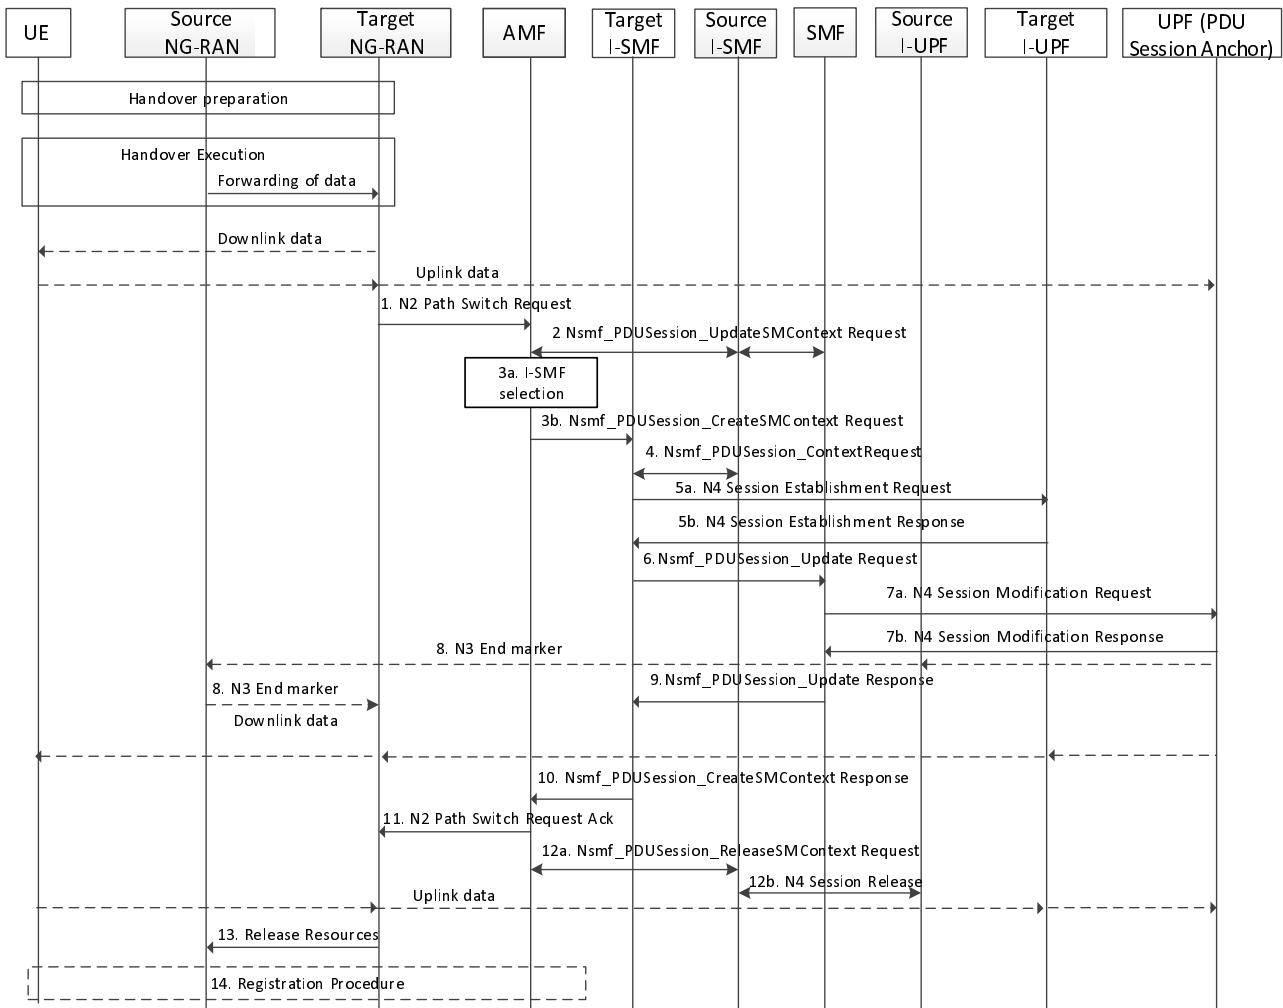 UE
Source
NG-RAN
Target
NG-RAN
AMF
Target
I-SMF
Source
I-SMF
SMF
Source
I-UPF
Target
I-UPF
UPF (PDU
Session Anchor)
Handover preparation
Handover Execution
Forwarding of data
Downlink data
Uplink data
1. N2 Path Switch Request
2 Nsmf_PDUSession_UpdateSMContext Request
3a. I-SMF
selection
3b. Nsmf_PDUSession_CreateSMContext Request
4. Nsmf_PDUSession_ContextRequest
5a. N4 Session Establishment Request
5b. N4 Session Establishment Response
6.Nsmf_PDUSession_Update Request
7a. N4 Session Modification Request
7b. N4 Session Modification Response
8. N3 End marker
9.Nsmf_PDUSession_Update Response
8. N3 End marker
Downlink data
10. Nsmf_PDUSession_CreateSMContext Response
11. N2 Path Switch Request Ack
12a. Nsmf_PDUSession_ReleaseSMContext Request
12b. N4 Session Release
Uplink data
13. Release Resources
14. Registration Procedure